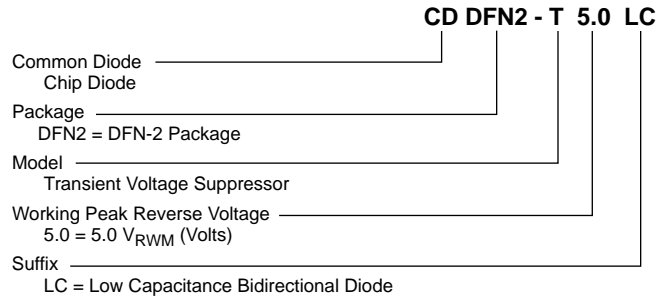 CD DFN2 - T 5.0 LC
Common Diode
Chip Diode
Package
DFN2 = DFN-2 Package
Model
Transient Voltage Suppressor
Working Peak Reverse Voltage
5.0 = 5.0 VRWM (Volts)
Suffix
LC = Low Capacitance Bidirectional Diode